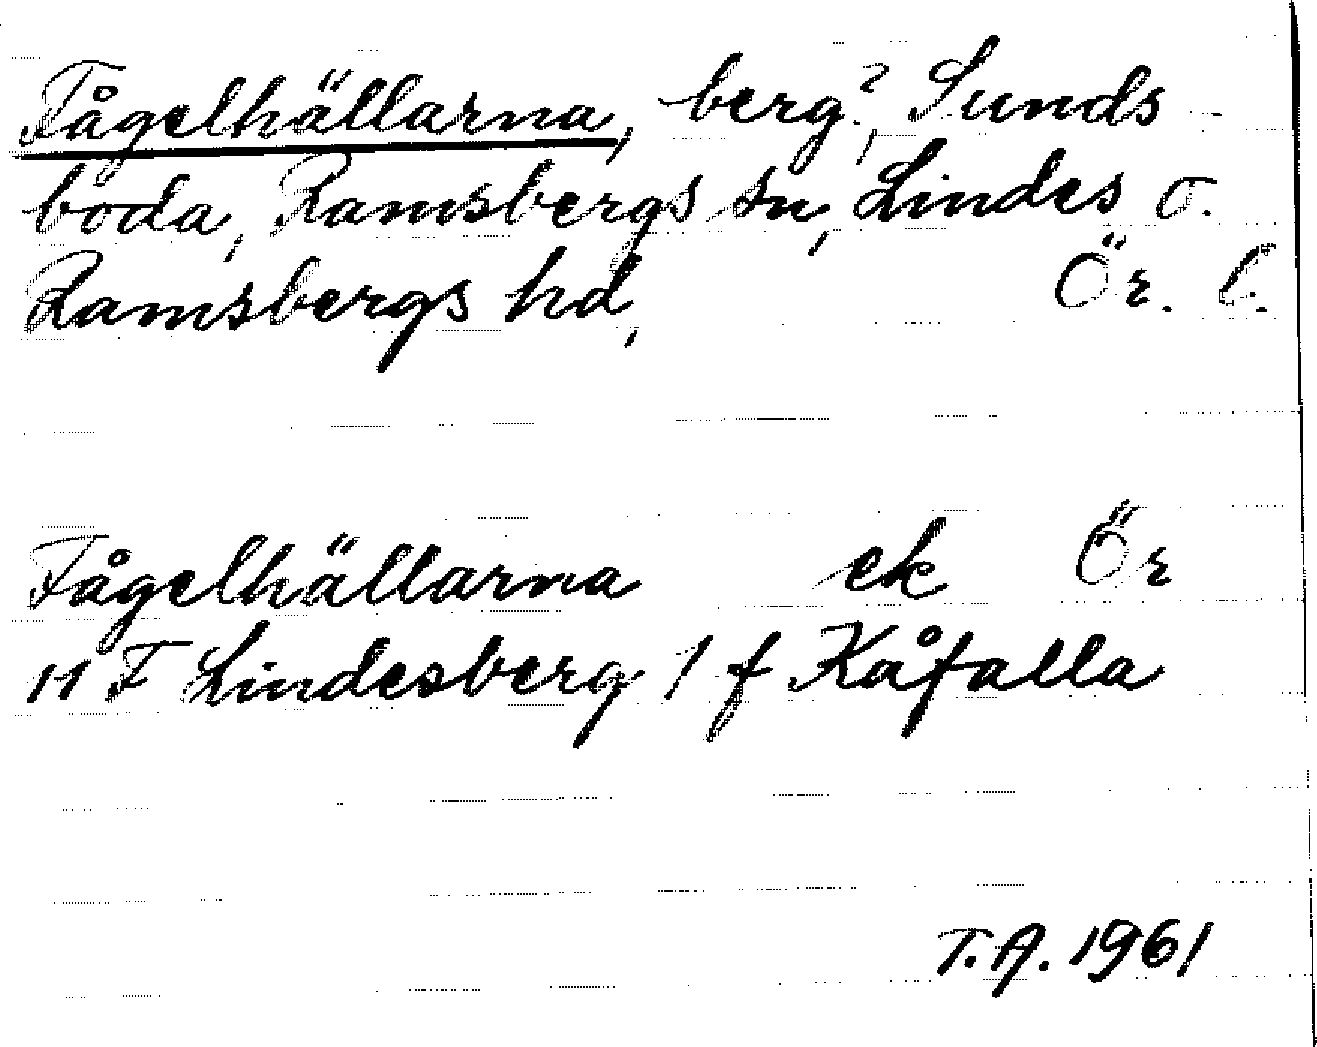 Fågelhällarna, berg?, Sunds-
boda, Ramsbergs sn, Lindes o.
Ramsbergs hd, Ör. l.
Fågelhällarna ek Ör
11 F Lindesberg 1 f Kåfalla
T.A. 1961